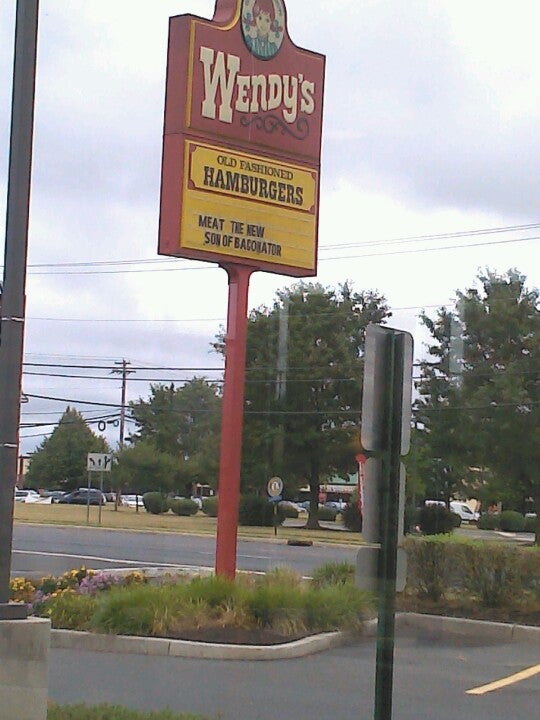 WENDY'S
OLD FASHIONED
HAMBURGERS
MEAT THE NEW
SON OF BACONATOR